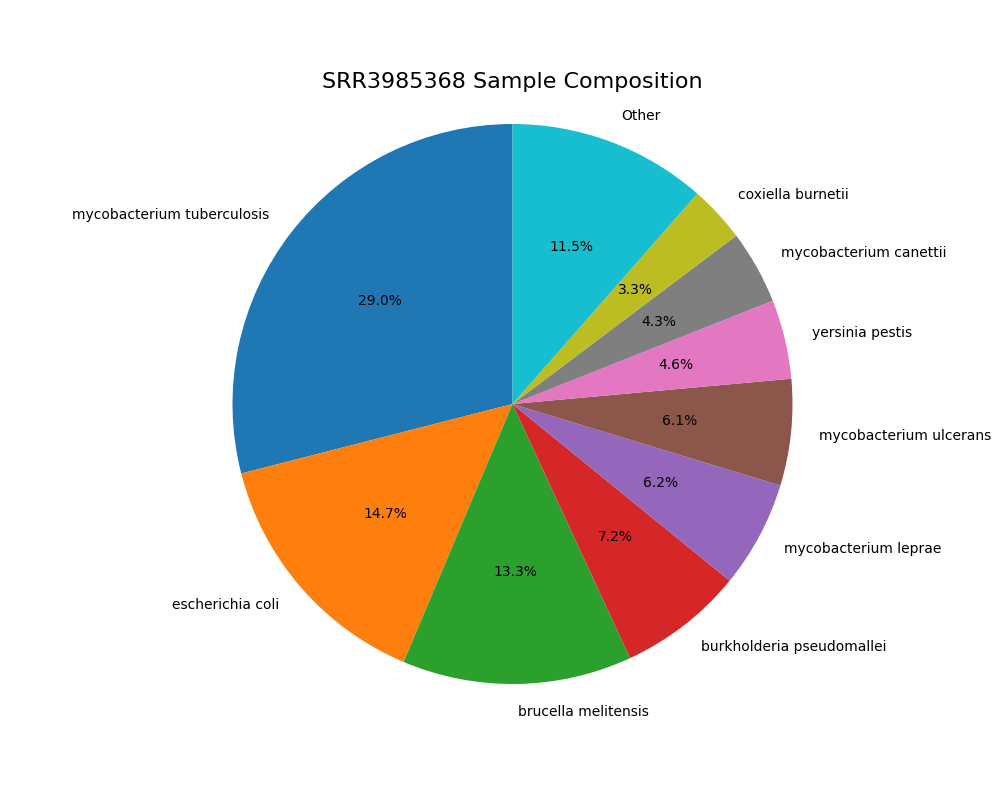 SRR3985368 Sample Composition
Other
coxiella burnetii
mycobacterium tuberculosis
mycobacterium canettii
11.5%
3.3%
29.0%
4.3%
yersinia pestis
4.6%
6.1%
mycobacterium ulcerans
6.2%
14.7%
7.2%
mycobacterium leprae
13.3%
escherichia coli
burkholderia pseudomallei
brucella melitensis